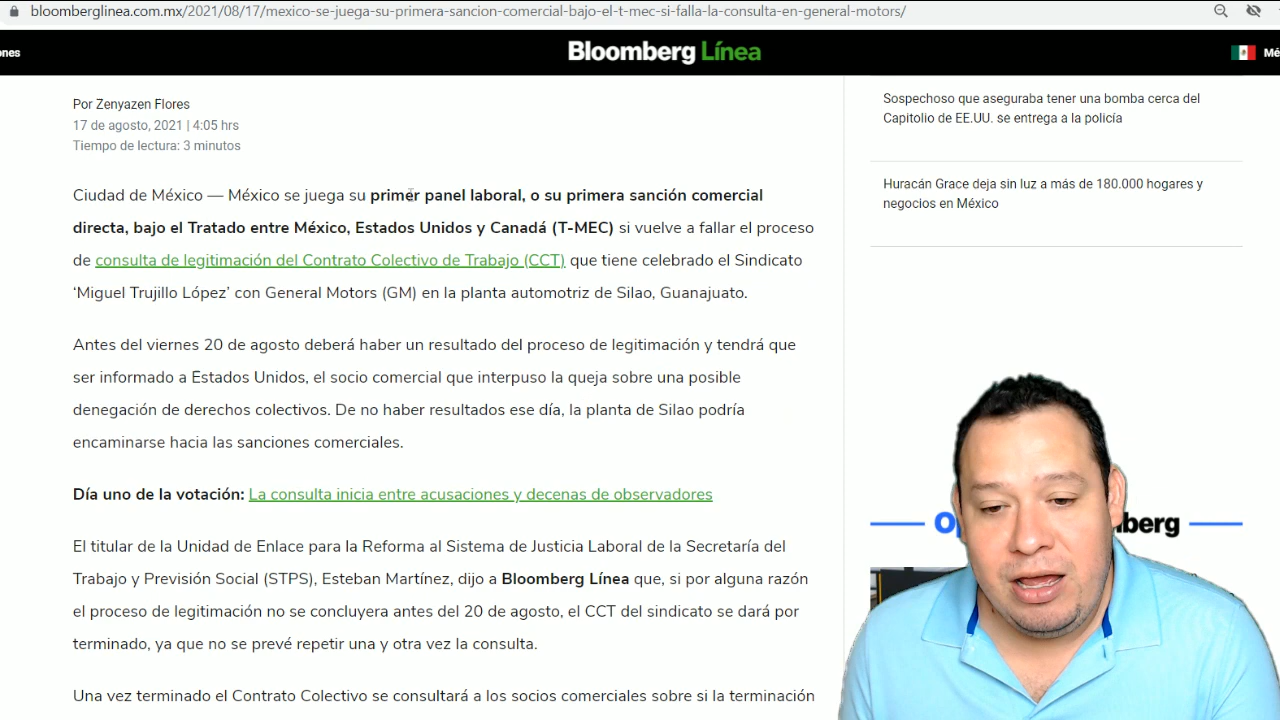 bloomberglinea.com.mx/2021/08/17/mexico-se-juega-su-primera-sancion-comercial-bajo-el-t-mec-si-falla-la-consulta-en-general-motors/
ones
Bloomberg Línea
Mé
Por Zenyazen Flores
17 de agosto, 2021 | 4:05 hrs
Tiempo de lectura: 3 minutos
Ciudad de México — México se juega su primer panel laboral, o su primera sanción comercial
directa, bajo el Tratado entre México, Estados Unidos y Canadá (T-MEC) si vuelve a fallar el proceso
de consulta de legitimación del Contrato Colectivo de Trabajo (CCT) que tiene celebrado el Sindicato
‘Miguel Trujillo López’ con General Motors (GM) en la planta automotriz de Silao, Guanajuato.
Antes del viernes 20 de agosto deberá haber un resultado del proceso de legitimación y tendrá que
ser informado a Estados Unidos, el socio comercial que interpuso la queja sobre una posible
denegación de derechos colectivos. De no haber resultados ese día, la planta de Silao podría
encaminarse hacia las sanciones comerciales.
Día uno de la votación: La consulta inicia entre acusaciones y decenas de observadores
El titular de la Unidad de Enlace para la Reforma al Sistema de Justicia Laboral de la Secretaría del
Trabajo y Previsión Social (STPS), Esteban Martínez, dijo a Bloomberg Línea que, si por alguna razón
el proceso de legitimación no se concluyera antes del 20 de agosto, el CCT del sindicato se dará por
terminado, ya que no se prevé repetir una y otra vez la consulta.
Una vez terminado el Contrato Colectivo se consultará a los socios comerciales sobre si la terminación
Sospechoso que aseguraba tener una bomba cerca del
Capitolio de EE.UU. se entrega a la policía
Huracán Grace deja sin luz a más de 180.000 hogares y
negocios en México
Op
mberg